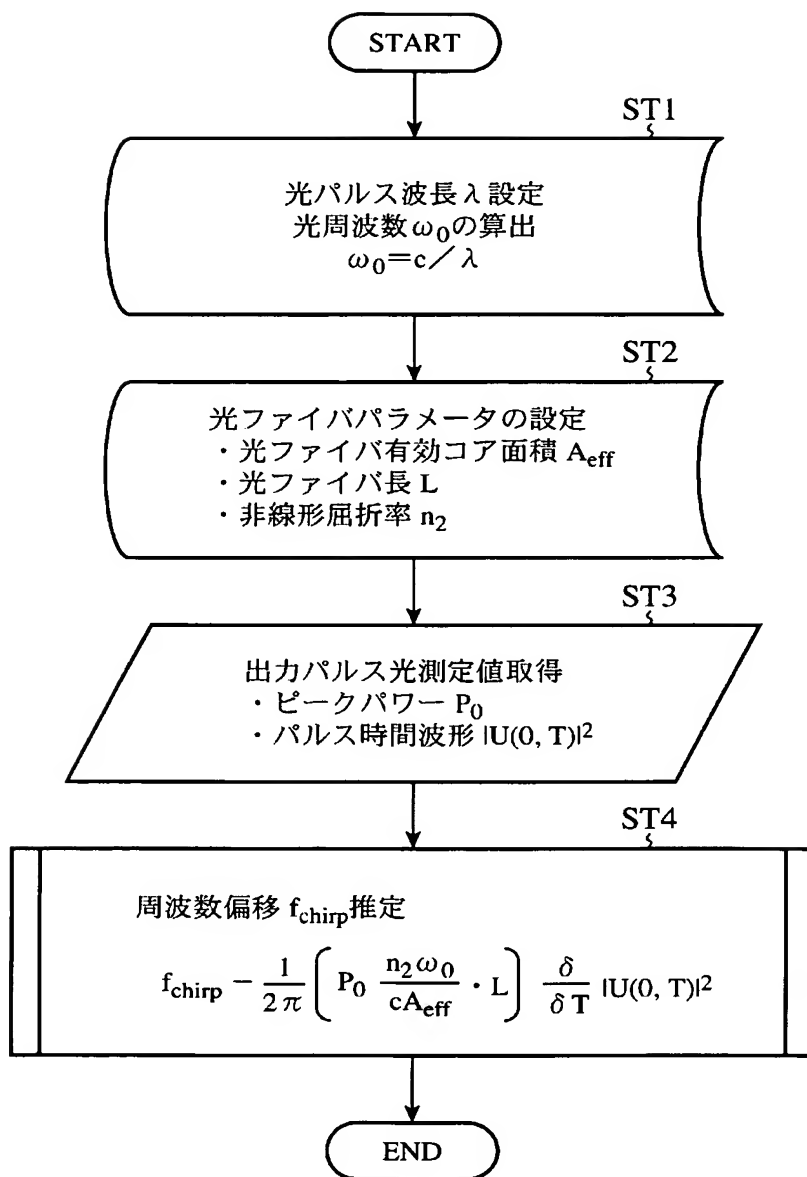 START
ST1
光パルス波長λ設定
光周波数ω₀の算出
ω₀=c/λ
ST2
光ファイバパラメータの設定
・光ファイバ有効コア面積 A_eff
・光ファイバ長 L
・非線形屈折率 n₂
ST3
出力パルス光測定値取得
・ピークパワー P₀
・パルス時間波形 |U(0, T)|²
ST4
周波数偏移 f_chirp推定
f_chirp − 1/2π ( P₀ n₂ω₀/cA_eff ・ L ) δ/δT |U(0, T)|²
END